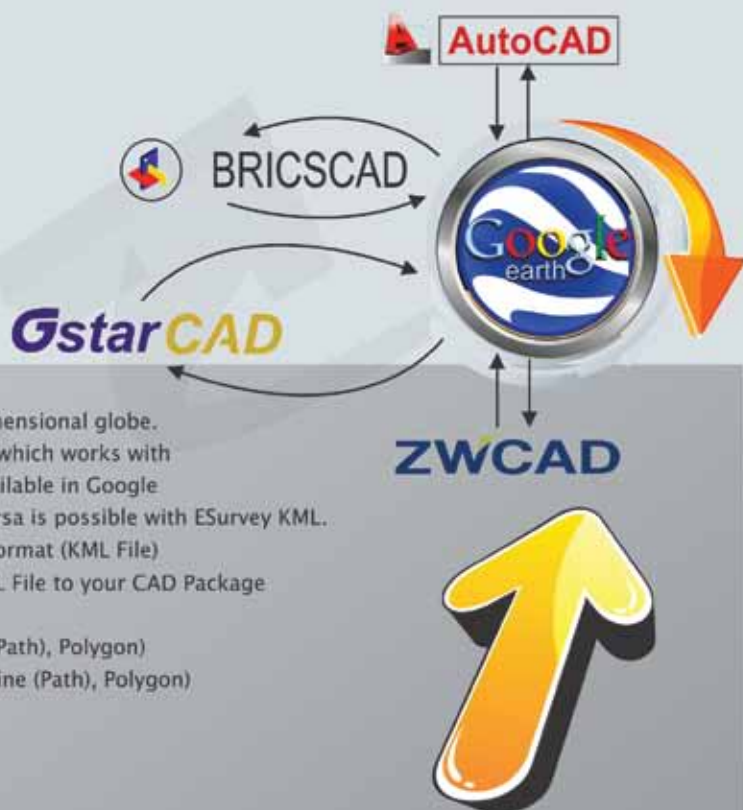 AutoCAD
BRICSCAD
Google
earth
GstarCAD
ZWCAD
ensional globe.
which works with
ilable in Google
rsa is possible with ESurvey KML.
ormat (KML File)
L File to your CAD Package
Path), Polygon)
ine (Path), Polygon)